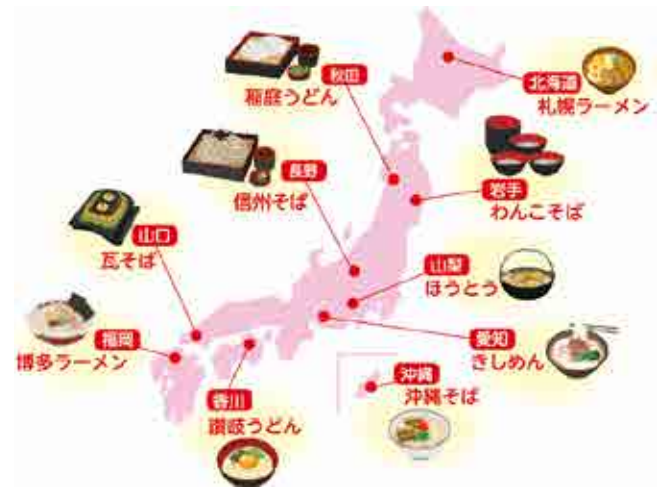 北海道
札幌ラーメン
秋田
稲庭うどん
岩手
わんこそば
長野
信州そば
山梨
ほうとう
山口
瓦そば
愛知
きしめん
福岡
博多ラーメン
香川
讃岐うどん
沖縄
沖縄そば